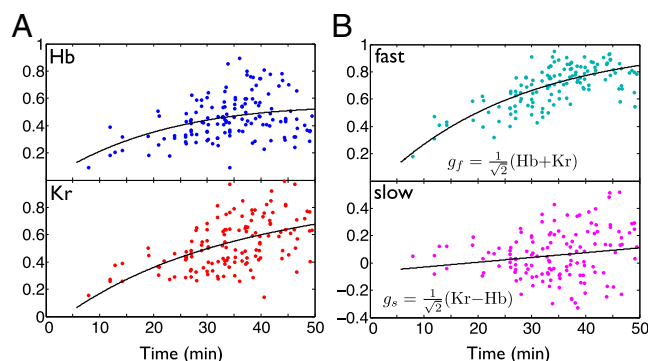 A
B
1
Hb
0.8
0.6
0.4
0.2
1
Kr
0.8
0.6
0.4
0.2
0
0 10 20 30 40 50
Time (min)
1
fast
0.8
0.6
0.4
0.2
g_f = 1/√2 (Hb+Kr)
slow
0.4
0.2
0
−0.2
−0.4
g_s = 1/√2 (Kr−Hb)
0 10 20 30 40 50
Time (min)